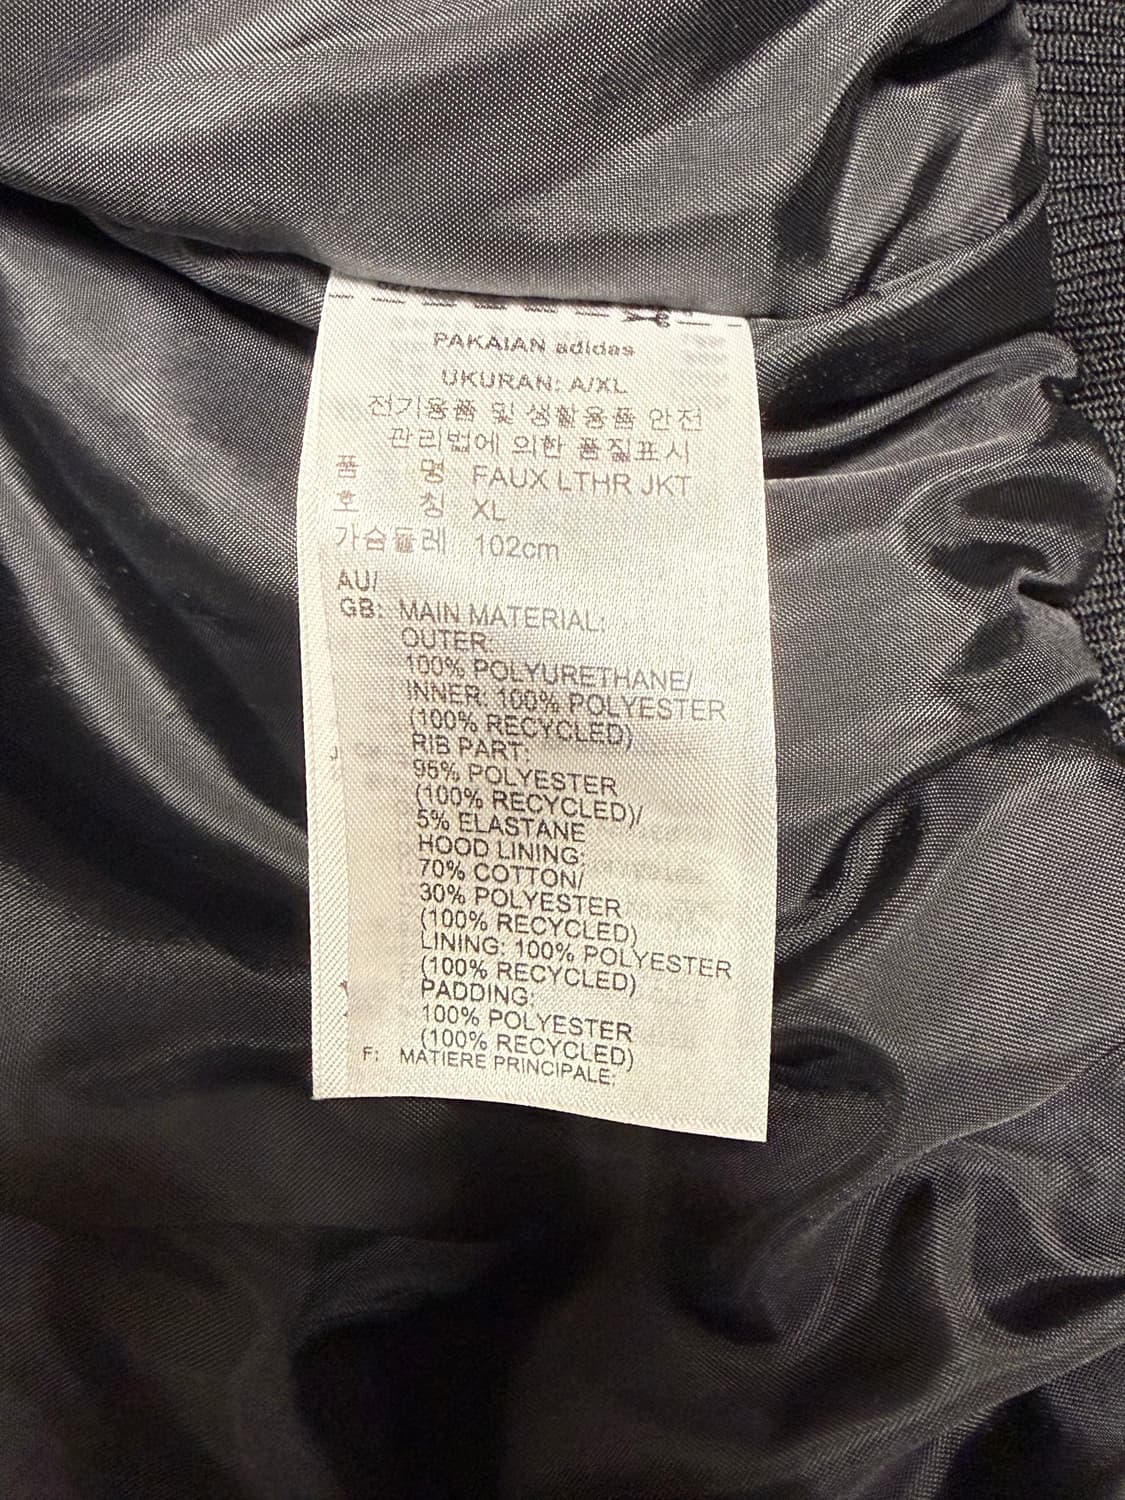 PAKAIAN adidas
UKURAN: A/XL
전기용품 및 생활용품 안전
관리법에 의한 품질표시
품 명 FAUX LTHR JKT
호 칭 XL
가슴둘레 102cm
AU/
GB: MAIN MATERIAL:
OUTER:
100% POLYURETHANE/
INNER: 100% POLYESTER
(100% RECYCLED)
RIB PART:
95% POLYESTER
(100% RECYCLED)/
5% ELASTANE
HOOD LINING:
70% COTTON/
30% POLYESTER
(100% RECYCLED)
LINING: 100% POLYESTER
(100% RECYCLED)
PADDING:
100% POLYESTER
(100% RECYCLED)
F: MATIERE PRINCIPALE: